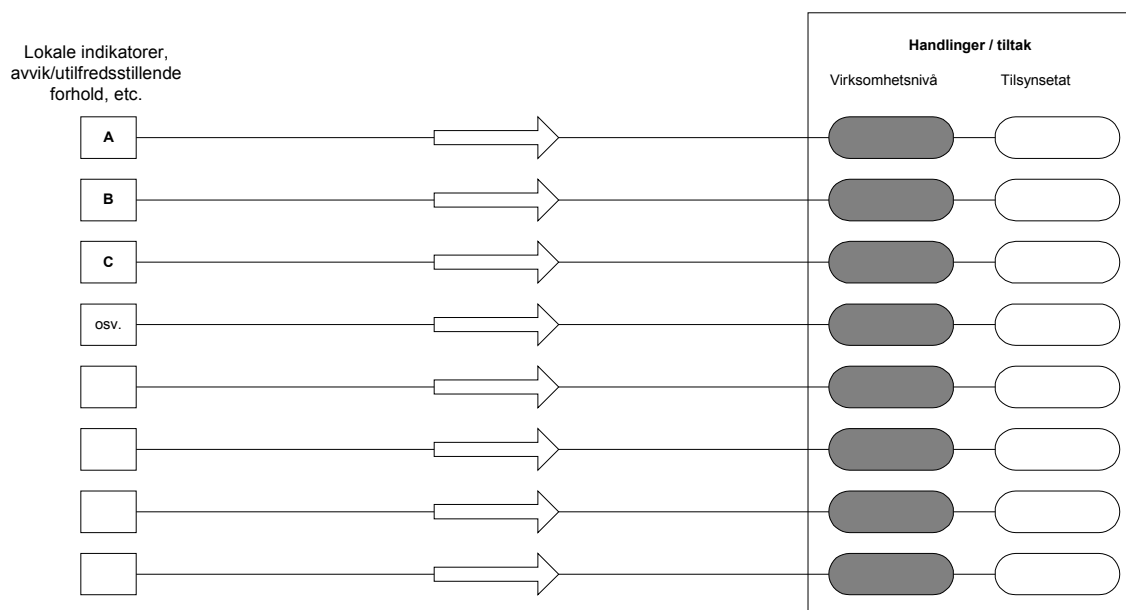 Lokale indikatorer,
avvik/utilfredsstillende
forhold, etc.
Handlinger / tiltak
Virksomhetsnivå
Tilsynsetat
A
B
C
osv.